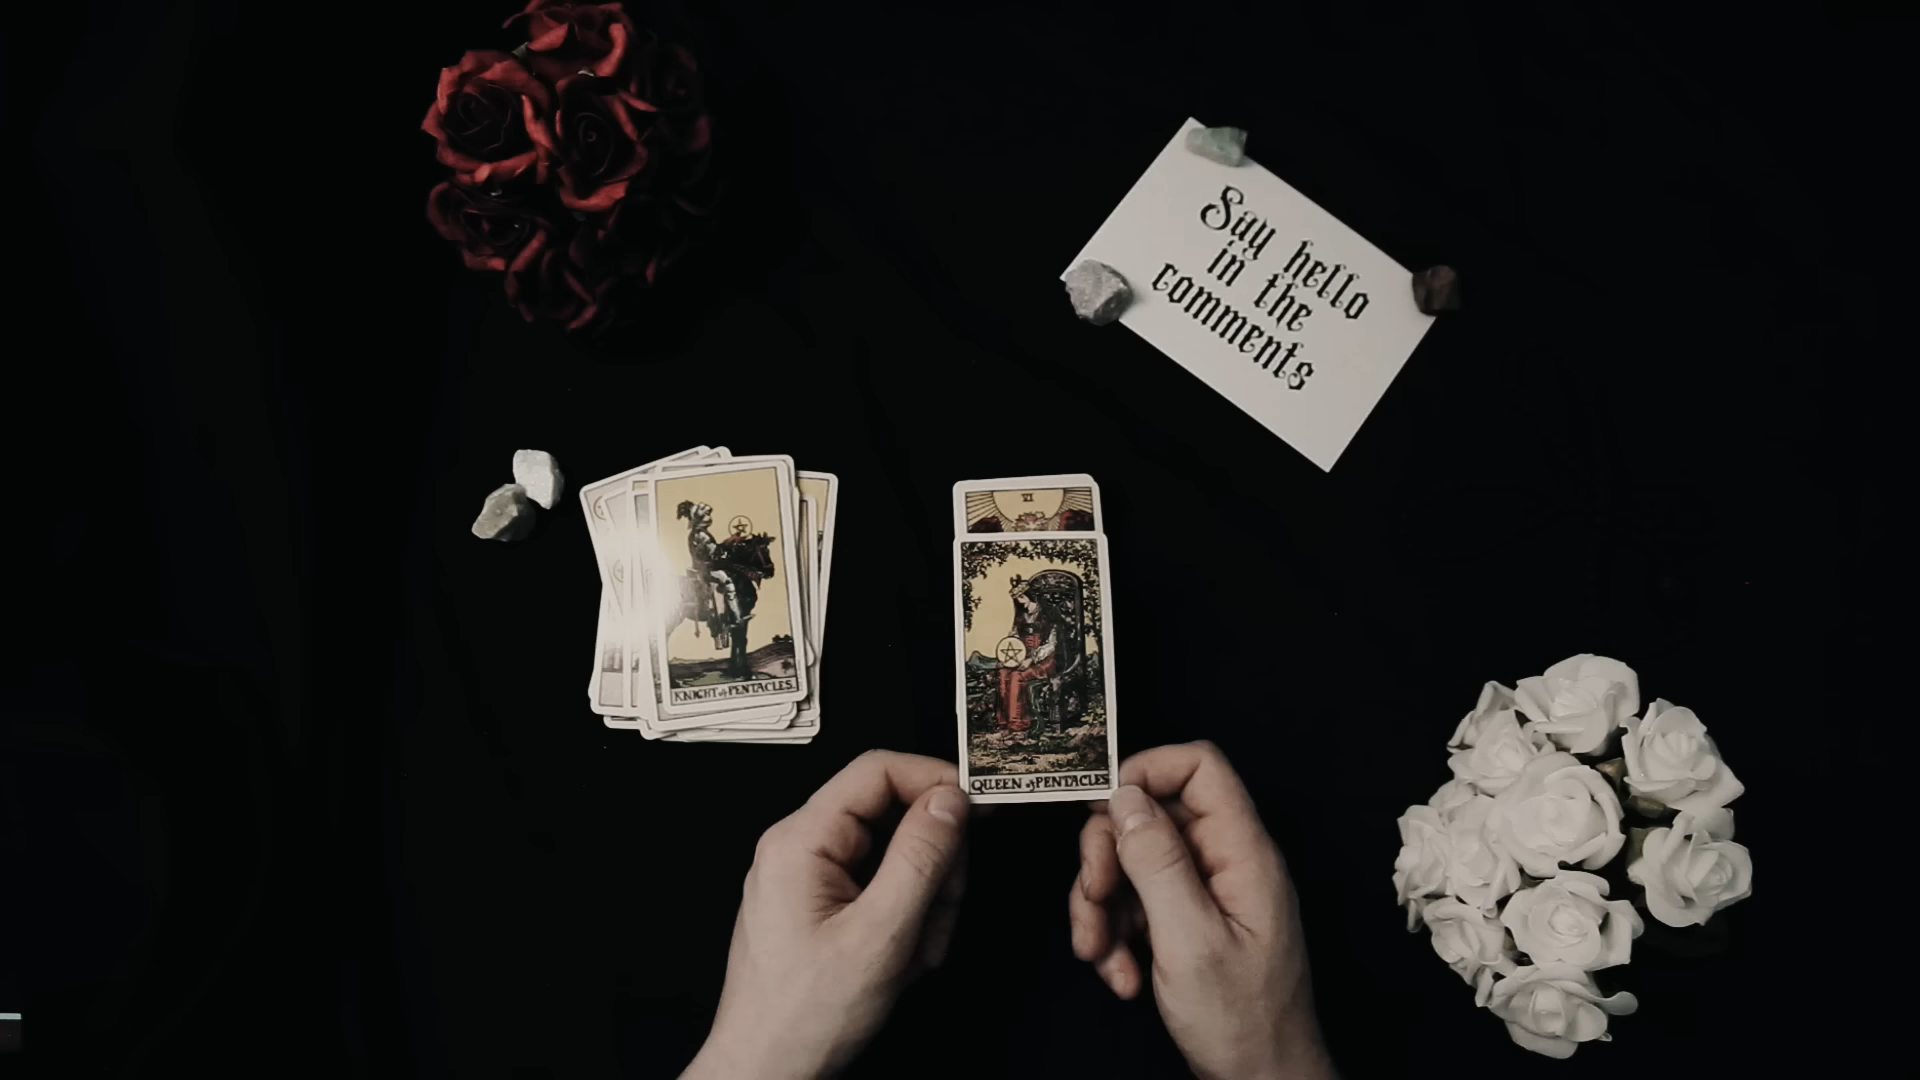 Say hello
in the
comments
VI
KNIGHT of PENTACLES.
QUEEN of PENTACLES